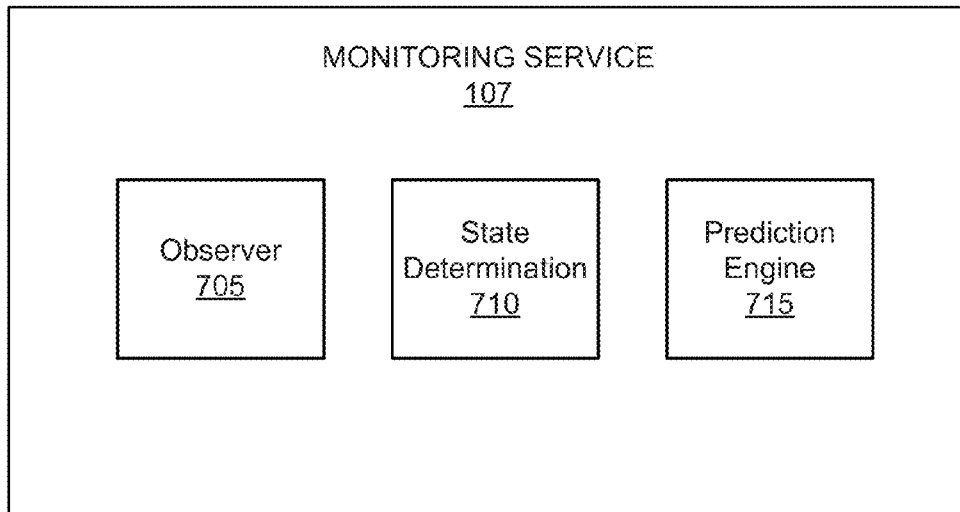 MONITORING SERVICE
107
Observer
705
State
Determination
710
Prediction
Engine
715